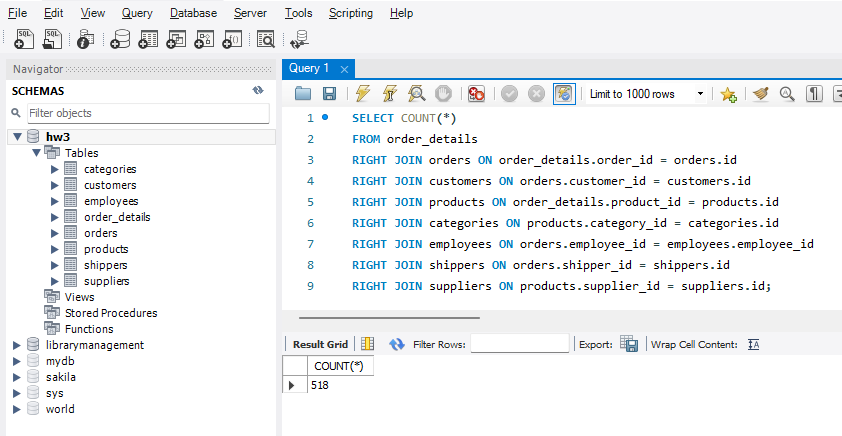 File Edit View Query Database Server Tools Scripting Help
Navigator
SCHEMAS
Filter objects
hw3
Tables
categories
customers
employees
order_details
orders
products
shippers
suppliers
Views
Stored Procedures
Functions
librarymanagement
mydb
sakila
sys
world
Query 1
Limit to 1000 rows
1 SELECT COUNT(*)
2 FROM order_details
3 RIGHT JOIN orders ON order_details.order_id = orders.id
4 RIGHT JOIN customers ON orders.customer_id = customers.id
5 RIGHT JOIN products ON order_details.product_id = products.id
6 RIGHT JOIN categories ON products.category_id = categories.id
7 RIGHT JOIN employees ON orders.employee_id = employees.employee_id
8 RIGHT JOIN shippers ON orders.shipper_id = shippers.id
9 RIGHT JOIN suppliers ON products.supplier_id = suppliers.id;
Result Grid Filter Rows: Export: Wrap Cell Content:
COUNT(*)
518